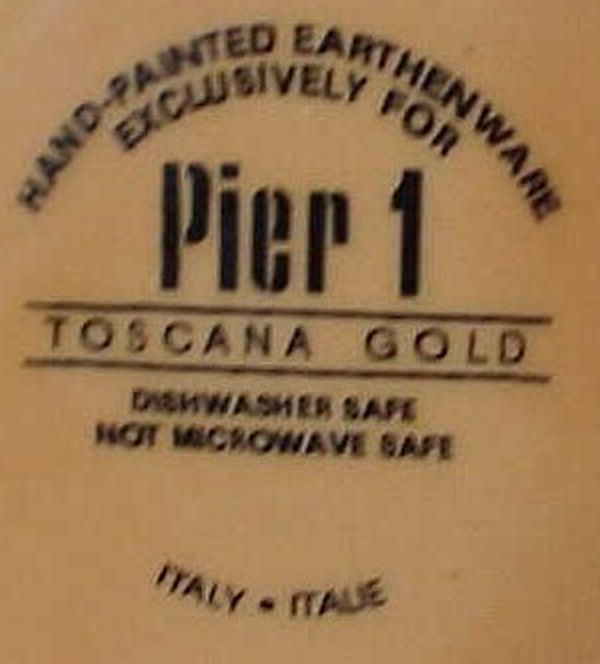 HAND-PAINTED EARTHENWARE
EXCLUSIVELY FOR
Pier 1
TOSCANA GOLD
DISHWASHER SAFE
NOT MICROWAVE SAFE
ITALY • ITALIE